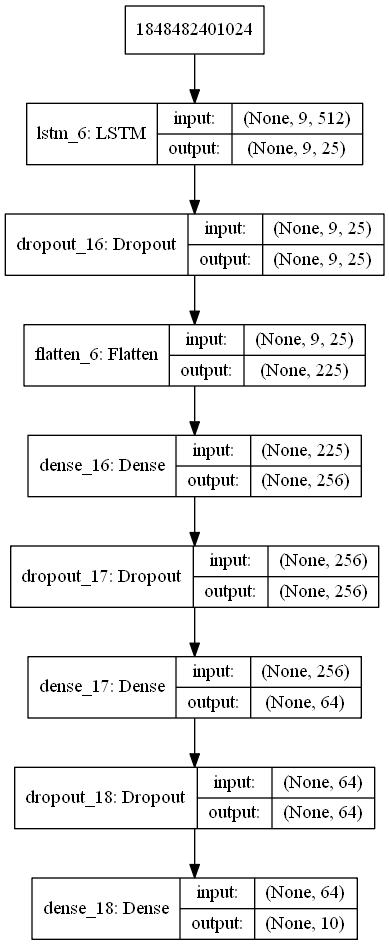 1848482401024
lstm_6: LSTM
input: (None, 9, 512)
output: (None, 9, 25)
dropout_16: Dropout
input: (None, 9, 25)
output: (None, 9, 25)
flatten_6: Flatten
input: (None, 9, 25)
output: (None, 225)
dense_16: Dense
input: (None, 225)
output: (None, 256)
dropout_17: Dropout
input: (None, 256)
output: (None, 256)
dense_17: Dense
input: (None, 256)
output: (None, 64)
dropout_18: Dropout
input: (None, 64)
output: (None, 64)
dense_18: Dense
input: (None, 64)
output: (None, 10)